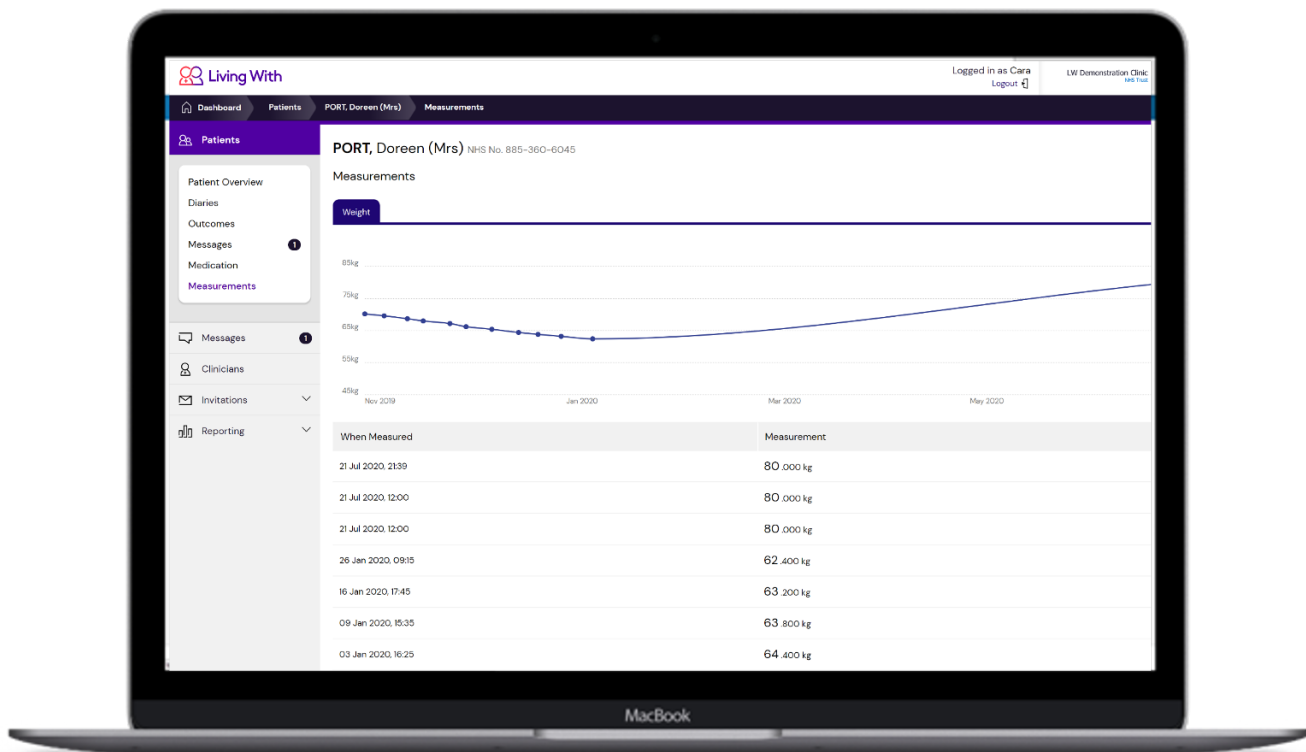 Living With
Logged in as Cara
Logout
LW Demonstration Clinic
NHS Trust
Dashboard Patients PORT, Doreen (Mrs) Measurements
Patients
Patient Overview
Diaries
Outcomes
Messages 1
Medication
Measurements
Messages 1
Clinicians
Invitations
Reporting
PORT, Doreen (Mrs) NHS No. 885-360-6045
Measurements
Weight
85kg
75kg
65kg
55kg
45kg
Nov 2019 Jan 2020 Mar 2020 May 2020
When Measured Measurement
21 Jul 2020, 21:39 80.000 kg
21 Jul 2020, 12:00 80.000 kg
21 Jul 2020, 12:00 80.000 kg
26 Jan 2020, 09:15 62.400 kg
16 Jan 2020, 17:45 63.200 kg
09 Jan 2020, 15:35 63.800 kg
03 Jan 2020, 16:25 64.400 kg
MacBook